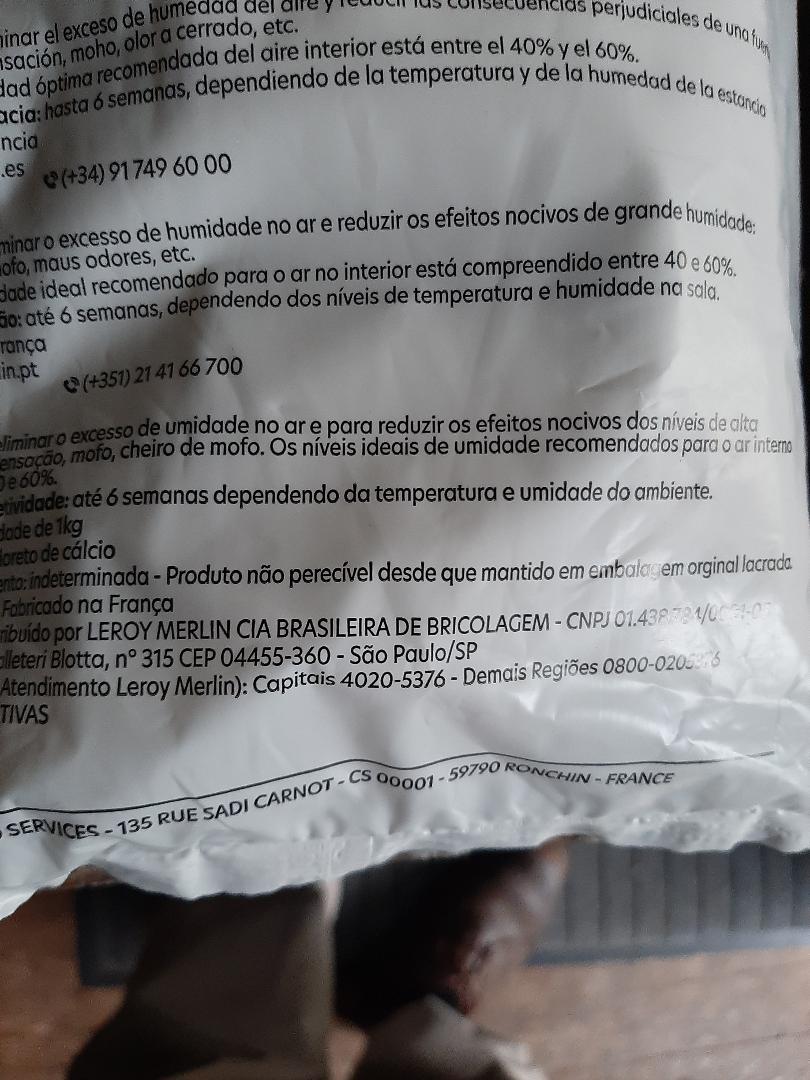 el exceso de humedad del aire y reducir las consecuencias perjudiciales de una
moho, olor a cerrado, etc.
óptima recomendada del aire interior está entre el 40% y el 60%.
hasta 6 semanas, dependiendo de la temperatura y de la humedad de la estancia
ncia
.es (+34) 91 749 60 00
o excesso de humidade no ar e reduzir os efeitos nocivos de grande humidade:
ofo, maus odores, etc.
dade ideal recomendado para o ar no interior está compreendido entre 40 e 60%.
ão: até 6 semanas, dependendo dos níveis de temperatura e humidade na sala.
rança
in.pt (+351) 21 41 66 700
eliminar o excesso de umidade no ar e para reduzir os efeitos nocivos dos níveis de alta
ensação, mofo, cheiro de mofo. Os níveis ideais de umidade recomendados para o ar interno
e 60%.
etividade: até 6 semanas dependendo da temperatura e umidade do ambiente.
dade de 1kg
loreto de cálcio
ento: indeterminada - Produto não perecível desde que mantido em embalagem orginal lacrada
Fabricado na França
ribuído por LEROY MERLIN CIA BRASILEIRA DE BRICOLAGEM - CNPJ
Blotta, n° 315 CEP 04455-360 - São Paulo/SP
Atendimento Leroy Merlin): Capitais 4020-5376 - Demais Regiões
TIVAS
SERVICES - 135 RUE SADI CARNOT - CS 00001 - 59790 RONCHIN - FRANCE